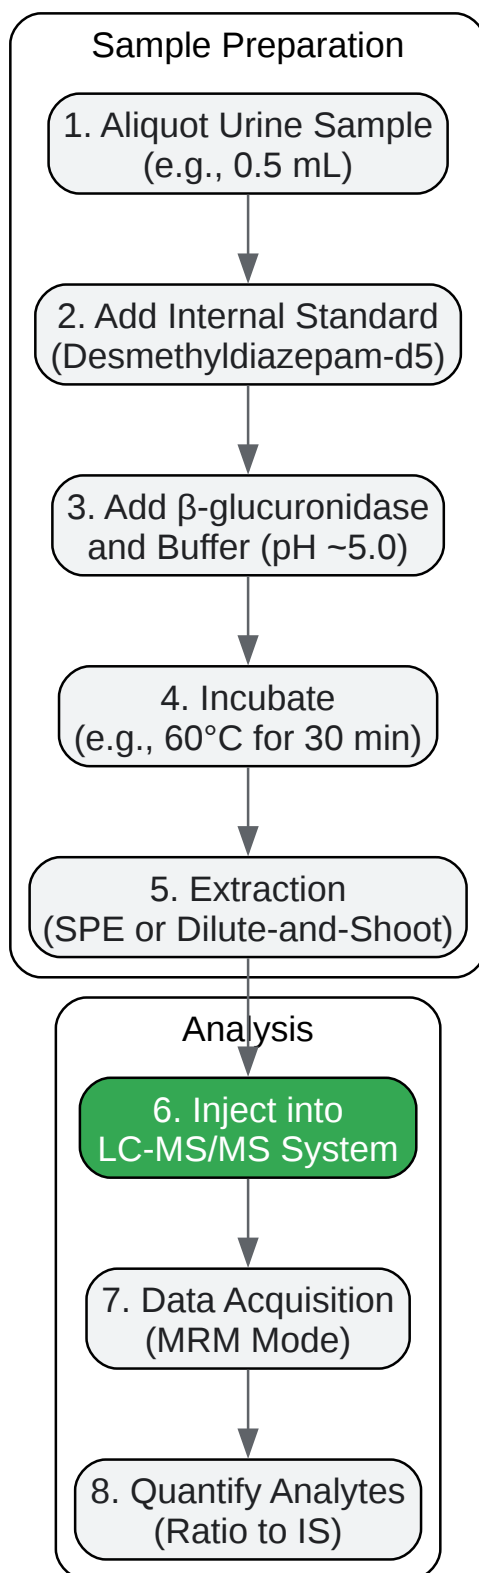 Sample Preparation
1. Aliquot Urine Sample
(e.g., 0.5 mL)
2. Add Internal Standard
(Desmethyldiazepam-d5)
3. Add β-glucuronidase
and Buffer (pH ~5.0)
4. Incubate
(e.g., 60°C for 30 min)
5. Extraction
(SPE or Dilute-and-Shoot)
Analysis
6. Inject into
LC-MS/MS System
7. Data Acquisition
(MRM Mode)
8. Quantify Analytes
(Ratio to IS)